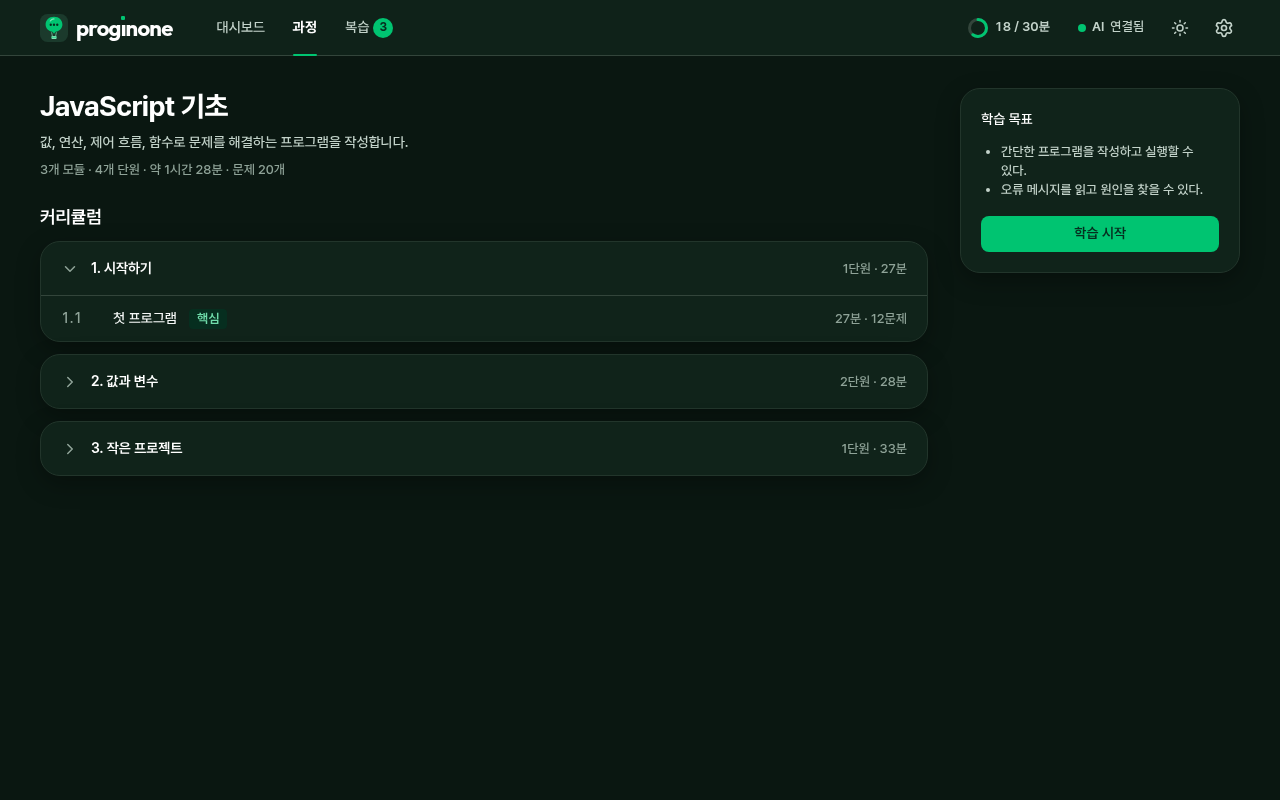 proginone
대시보드
과정
복습 3
18 / 30분
AI 연결됨
JavaScript 기초
값, 연산, 제어 흐름, 함수로 문제를 해결하는 프로그램을 작성합니다.
3개 모듈 · 4개 단원 · 약 1시간 28분 · 문제 20개
커리큘럼
1. 시작하기
1단원 · 27분
1.1 첫 프로그램 핵심
27분 · 12문제
2. 값과 변수
2단원 · 28분
3. 작은 프로젝트
1단원 · 33분
학습 목표
• 간단한 프로그램을 작성하고 실행할 수
있다.
• 오류 메시지를 읽고 원인을 찾을 수 있다.
학습 시작